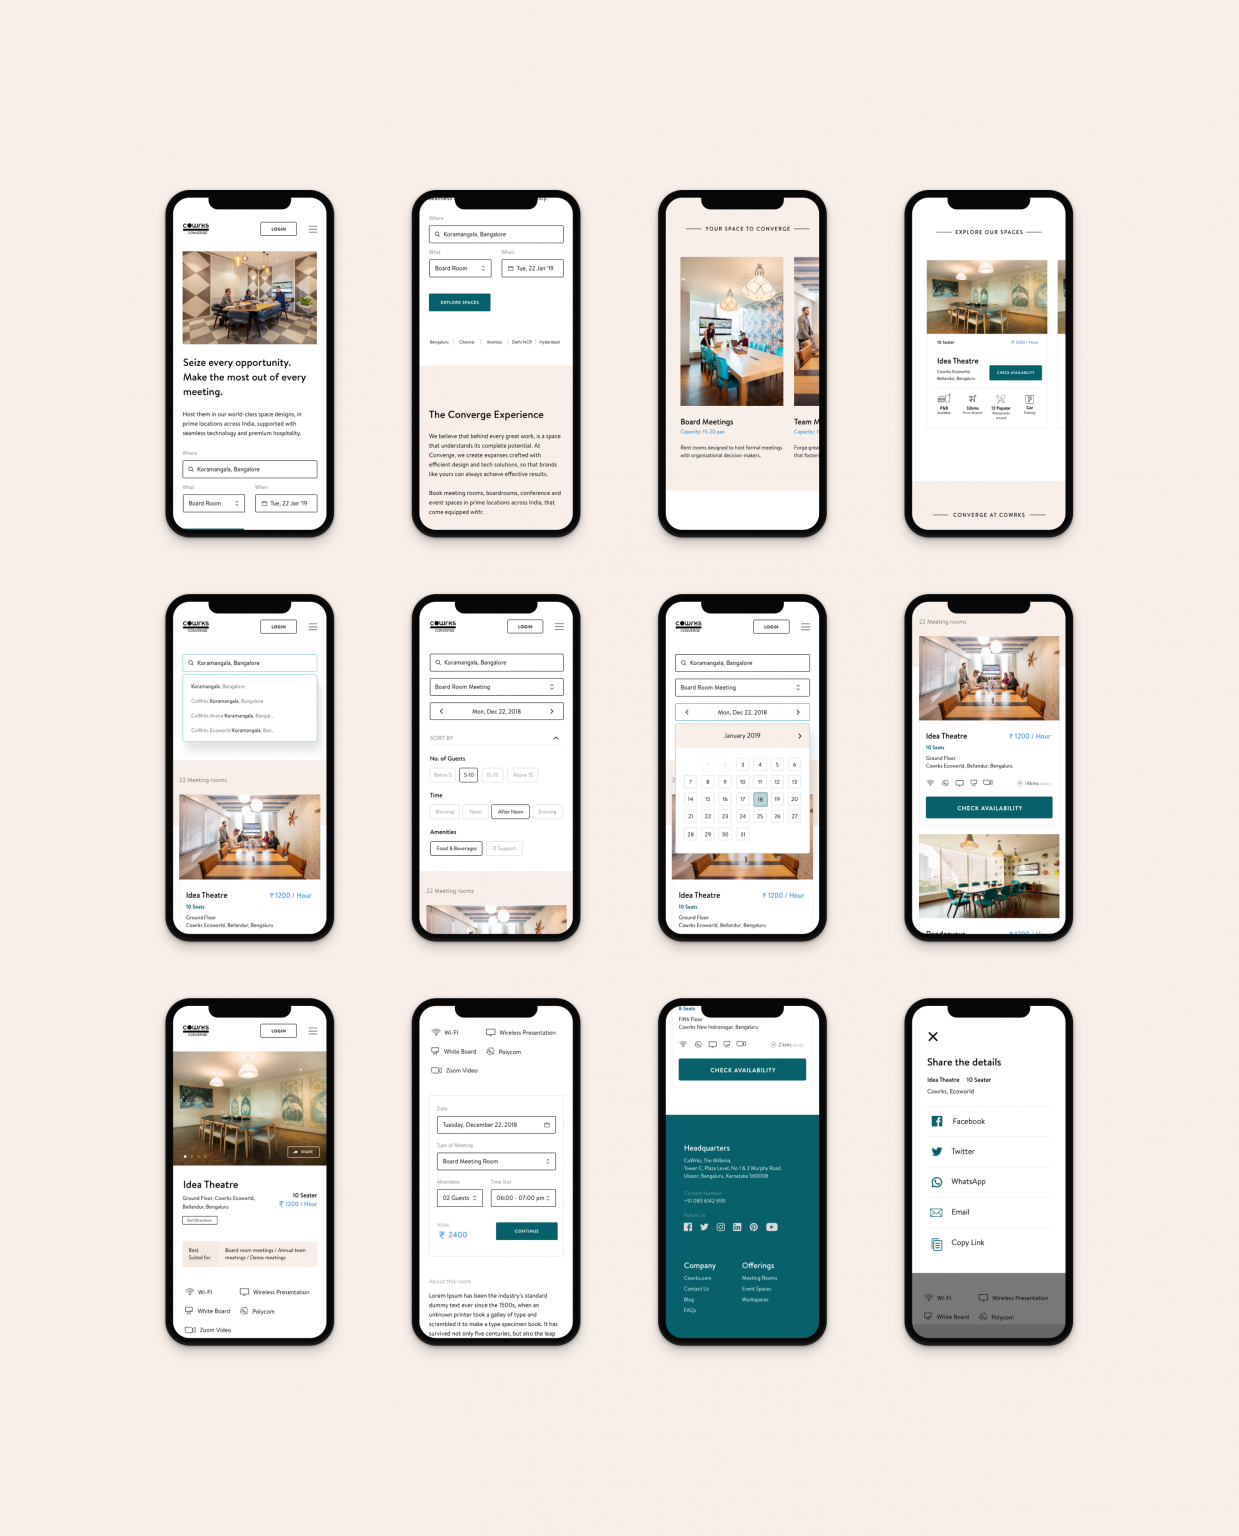 COWRKS
CONVERGE
LOGIN
Seize every opportunity.
Make the most out of every
meeting.
Host them in our world-class space designs, in
prime locations across India, supported with
seamless technology and premium hospitality.
Where
Koramangala, Bangalore
What
When
Board Room
Tue, 22 Jan '19
Where
Koramangala, Bangalore
What
When
Board Room
Tue, 22 Jan '19
EXPLORE SPACES
Bengaluru
Chennai
Mumbai
Delhi NCR
Hyderabad
The Converge Experience
We believe that behind every great work, is a space
that understands its complete potential. At
Converge, we create expanses crafted with
efficient design and tech solutions, so that brands
like yours can always achieve effective results.
Book meeting rooms, boardrooms, conference and
event spaces in prime locations across India, that
come equipped with:
YOUR SPACE TO CONVERGE
Board Meetings
Capacity: 15-20 pax
Rent rooms designed to host formal meetings
with organisational decision-makers.
Team M
Capacity:
Forge grea
that foster
EXPLORE OUR SPACES
10 Seater
₹ 1200 / Hour
Idea Theatre
Cowrks Ecoworld,
Bellandur, Bengaluru
CHECK AVAILABILITY
F&B
Available
32kms
From Airport
12 Popular
Restaurants
around
Car
Parking
CONVERGE AT COWRKS
COWRKS
CONVERGE
LOGIN
Koramangala, Bangalore
Koramangala, Bangalore
CoWrks Koramangala, Bangalore
CoWrks Arena Koramangala, Bangal...
CoWrks Ecoworld Koramangala, Ban...
22 Meeting rooms
Idea Theatre
₹ 1200 / Hour
10 Seats
Ground Floor
Cowrks Ecoworld, Bellandur, Bengaluru
COWRKS
CONVERGE
LOGIN
Koramangala, Bangalore
Board Room Meeting
Mon, Dec 22, 2018
SORT BY
No. of Guests
Below 5
5-10
10-15
Above 15
Time
Morning
Noon
After Noon
Evening
Amenities
Food & Beverages
IT Support
22 Meeting rooms
COWRKS
CONVERGE
LOGIN
Koramangala, Bangalore
Board Room Meeting
Mon, Dec 22, 2018
January 2019
1 2 3 4 5 6
7 8 9 10 11 12 13
14 15 16 17 18 19 20
21 22 23 24 25 26 27
28 29 30 31
2
Idea Theatre
₹ 1200 / Hour
10 Seats
Ground Floor
Cowrks Ecoworld, Bellandur, Bengaluru
22 Meeting rooms
Idea Theatre
₹ 1200 / Hour
10 Seats
Ground Floor
Cowrks Ecoworld, Bellandur, Bengaluru
14kms away
CHECK AVAILABILITY
Rendezvous
₹ 1200 / Hour
COWRKS
CONVERGE
LOGIN
SHARE
Idea Theatre
Ground Floor, Cowrks Ecoworld,
Bellandur, Bengaluru
10 Seater
₹ 1200 / Hour
Get Directions
Best
Suited for
Board room meetings / Annual team
meetings / Demo meetings
Wi-FI
Wireless Presentation
White Board
Polycom
Zoom Video
Wi-FI
Wireless Presentation
White Board
Polycom
Zoom Video
Date
Tuesday, December 22, 2018
Type of Meeting
Board Meeting Room
Attendees
Time Slot
02 Guests
06:00 - 07:00 pm
TOTAL
₹ 2400
CONTINUE
About this room
Lorem Ipsum has been the industry's standard
dummy text ever since the 1500s, when an
unknown printer took a galley of type and
scrambled it to make a type specimen book. It has
survived not only five centuries, but also the leap
8 Seats
Fifth Floor
Cowrks New Indiranagar, Bengaluru
2 kms away
CHECK AVAILABILITY
Headquarters
CoWrks, The Millenia,
Tower C, Plaza Level, No 1 & 2 Murphy Road,
Ulsoor, Bengaluru, Karnataka 560008
Contact Number
+91 080 6142 9191
Follow Us
Company
Offerings
Cowrks.com
Meeting Rooms
Contact Us
Event Spaces
Blog
Workspaces
FAQs
Share the details
Idea Theatre
10 Seater
Cowrks, Ecoworld
Facebook
Twitter
WhatsApp
Email
Copy Link
Wi-FI
Wireless Presentation
White Board
Polycom